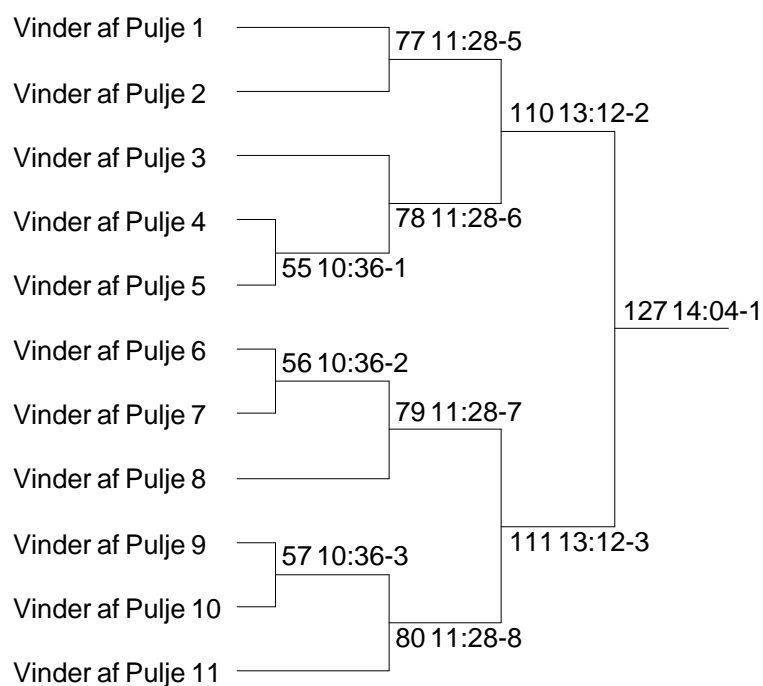 Vinder af Pulje 1
77 11:28-5
Vinder af Pulje 2
110 13:12-2
Vinder af Pulje 3
Vinder af Pulje 4
78 11:28-6
55 10:36-1
Vinder af Pulje 5
127 14:04-1
Vinder af Pulje 6
56 10:36-2
Vinder af Pulje 7
79 11:28-7
Vinder af Pulje 8
Vinder af Pulje 9
111 13:12-3
57 10:36-3
Vinder af Pulje 10
80 11:28-8
Vinder af Pulje 11